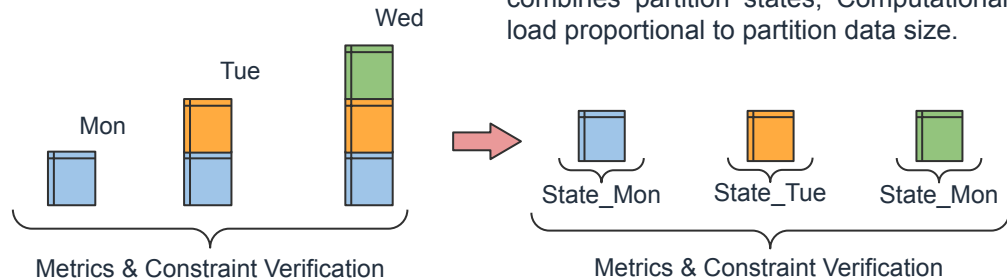 combines partition states; Computational
load proportional to partition data size.
Wed
Tue
Mon
State_Mon State_Tue State_Mon
Metrics & Constraint Verification
Metrics & Constraint Verification